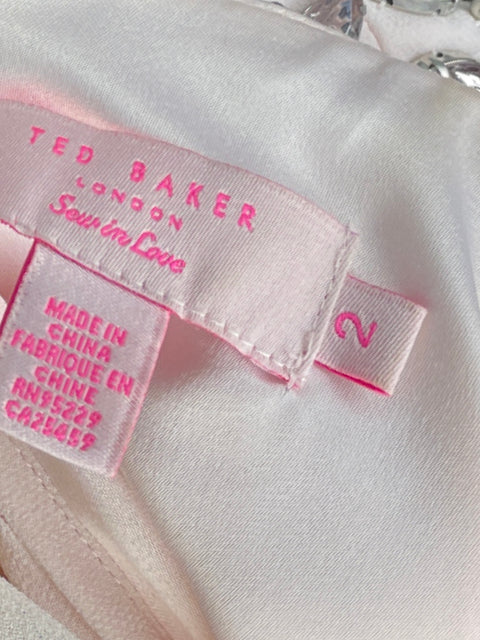 TED BAKER
LONDON
Sew in Love
2
MADE IN
CHINA
FABRIQUE EN
CHINE
RN95229
CA25459